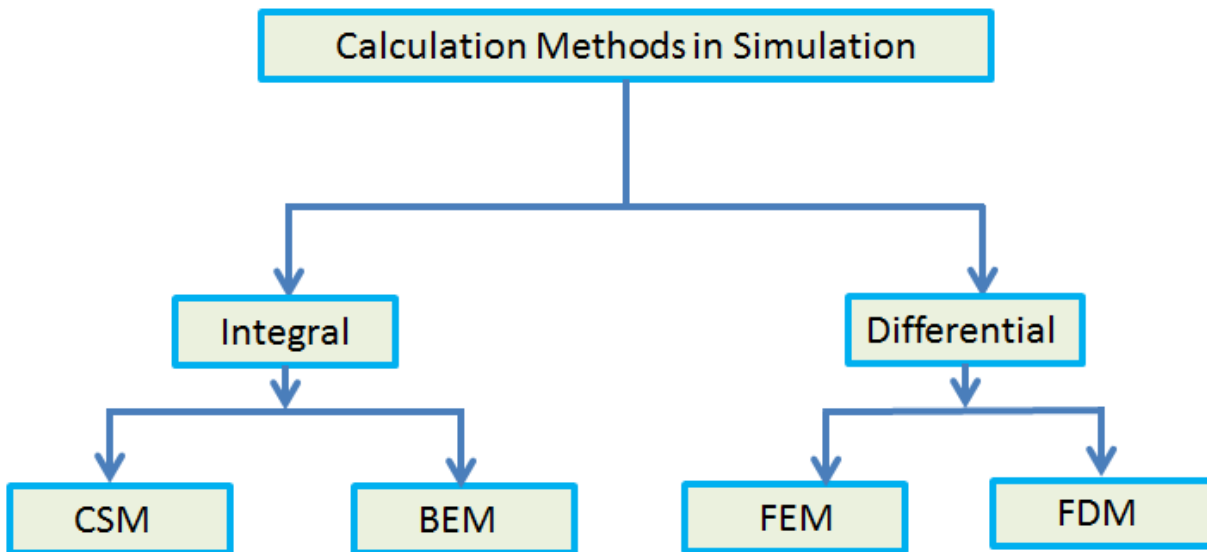 Calculation Methods in Simulation
Integral
Differential
CSM
BEM
FEM
FDM